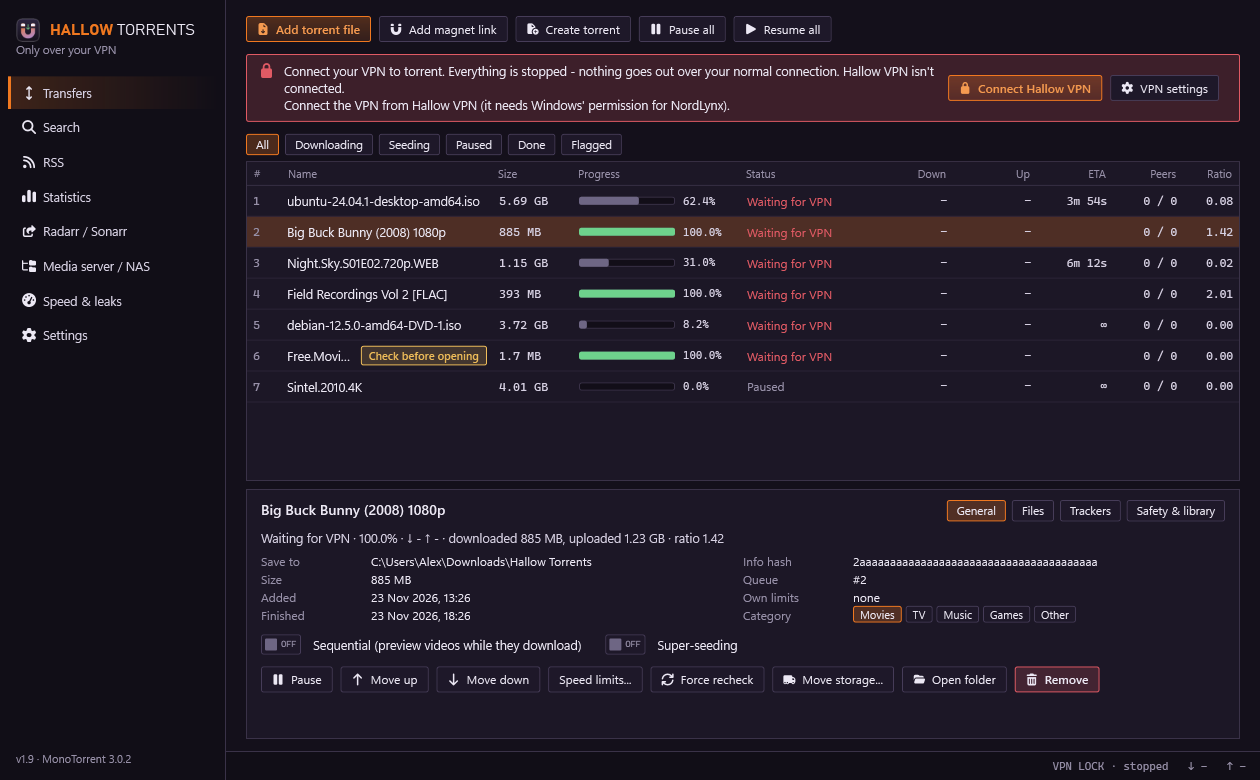 HALLOW TORRENTS
Only over your VPN
Transfers
Search
RSS
Statistics
Radarr / Sonarr
Media server / NAS
Speed & leaks
Settings
v1.9 · MonoTorrent 3.0.2
Add torrent file Add magnet link Create torrent Pause all Resume all
Connect your VPN to torrent. Everything is stopped - nothing goes out over your normal connection. Hallow VPN isn't
connected.
Connect the VPN from Hallow VPN (it needs Windows' permission for NordLynx).
Connect Hallow VPN VPN settings
All Downloading Seeding Paused Done Flagged
# Name Size Progress Status Down Up ETA Peers Ratio
1 ubuntu-24.04.1-desktop-amd64.iso 5.69 GB 62.4% Waiting for VPN – – 3m 54s 0 / 0 0.08
2 Big Buck Bunny (2008) 1080p 885 MB 100.0% Waiting for VPN – – 0 / 0 1.42
3 Night.Sky.S01E02.720p.WEB 1.15 GB 31.0% Waiting for VPN – – 6m 12s 0 / 0 0.02
4 Field Recordings Vol 2 [FLAC] 393 MB 100.0% Waiting for VPN – – 0 / 0 2.01
5 debian-12.5.0-amd64-DVD-1.iso 3.72 GB 8.2% Waiting for VPN – – ∞ 0 / 0 0.00
6 Free.Movi... Check before opening 1.7 MB 100.0% Waiting for VPN – – 0 / 0 0.00
7 Sintel.2010.4K 4.01 GB 0.0% Paused – – ∞ 0 / 0 0.00
Big Buck Bunny (2008) 1080p
General Files Trackers Safety & library
Waiting for VPN · 100.0% · ↓ - ↑ - · downloaded 885 MB, uploaded 1.23 GB · ratio 1.42
Save to C:\Users\Alex\Downloads\Hallow Torrents Info hash 2aaaaaaaaaaaaaaaaaaaaaaaaaaaaaaaaaaaaaaa
Size 885 MB Queue #2
Added 23 Nov 2026, 13:26 Own limits none
Finished 23 Nov 2026, 18:26 Category Movies TV Music Games Other
OFF Sequential (preview videos while they download) OFF Super-seeding
Pause Move up Move down Speed limits... Force recheck Move storage... Open folder Remove
VPN LOCK · stopped ↓ – ↑ –